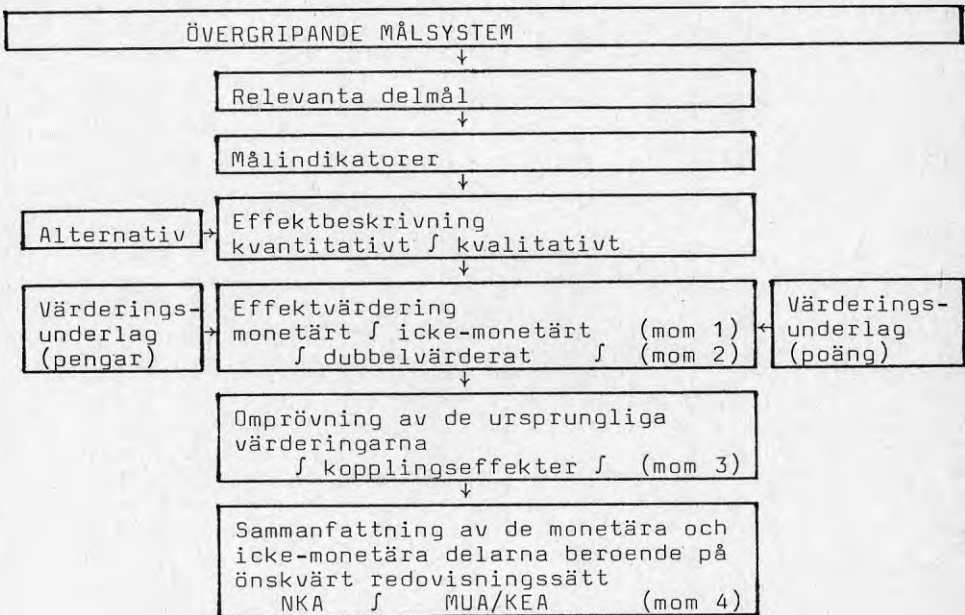 ÖVERGRIPANDE MÅLSYSTEM
↓
Relevanta delmål
↓
Målindikatorer
↓
Alternativ →
Effektbeskrivning
kvantitativt ∫ kvalitativt
↓
Värderings-
underlag
(pengar) →
Effektvärdering
monetärt ∫ icke-monetärt (mom 1)
∫ dubbelvärderat ∫ (mom 2)
← Värderings-
underlag
(poäng)
↓
Omprövning av de ursprungliga
värderingarna
∫ kopplingseffekter ∫ (mom 3)
↓
Sammanfattning av de monetära och
icke-monetära delarna beroende på
önskvärt redovisningssätt
NKA ∫ MUA/KEA (mom 4)